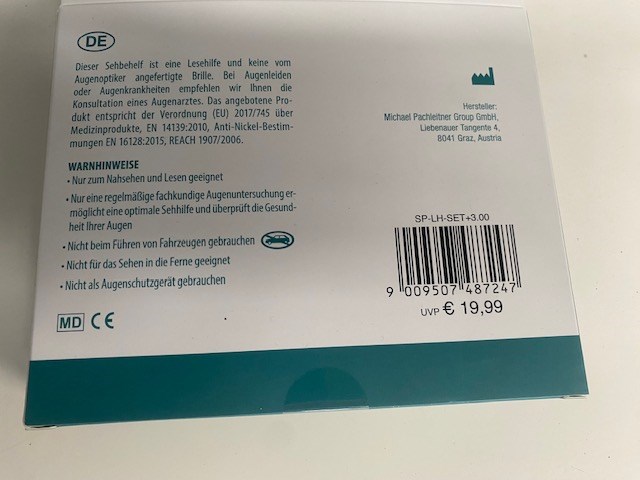 DE
Dieser Sehbehelf ist eine Lesehilfe und keine vom
Augenoptiker angefertigte Brille. Bei Augenleiden
oder Augenkrankheiten empfehlen wir Ihnen die
Konsultation eines Augenarztes. Das angebotene Pro-
dukt entspricht der Verordnung (EU) 2017/745 über
Medizinprodukte, EN 14139:2010, Anti-Nickel-Bestim-
mungen EN 16128:2015, REACH 1907/2006.
WARNHINWEISE
• Nur zum Nahsehen und Lesen geeignet
• Nur eine regelmäßige fachkundige Augenuntersuchung er-
möglicht eine optimale Sehhilfe und überprüft die Gesund-
heit Ihrer Augen
• Nicht beim Führen von Fahrzeugen gebrauchen
• Nicht für das Sehen in die Ferne geeignet
• Nicht als Augenschutzgerät gebrauchen
MD CE
Hersteller:
Michael Pachleitner Group GmbH,
Liebenauer Tangente 4,
8041 Graz, Austria
SP-LH-SET+3.00
9 009507 487247
UVP € 19,99